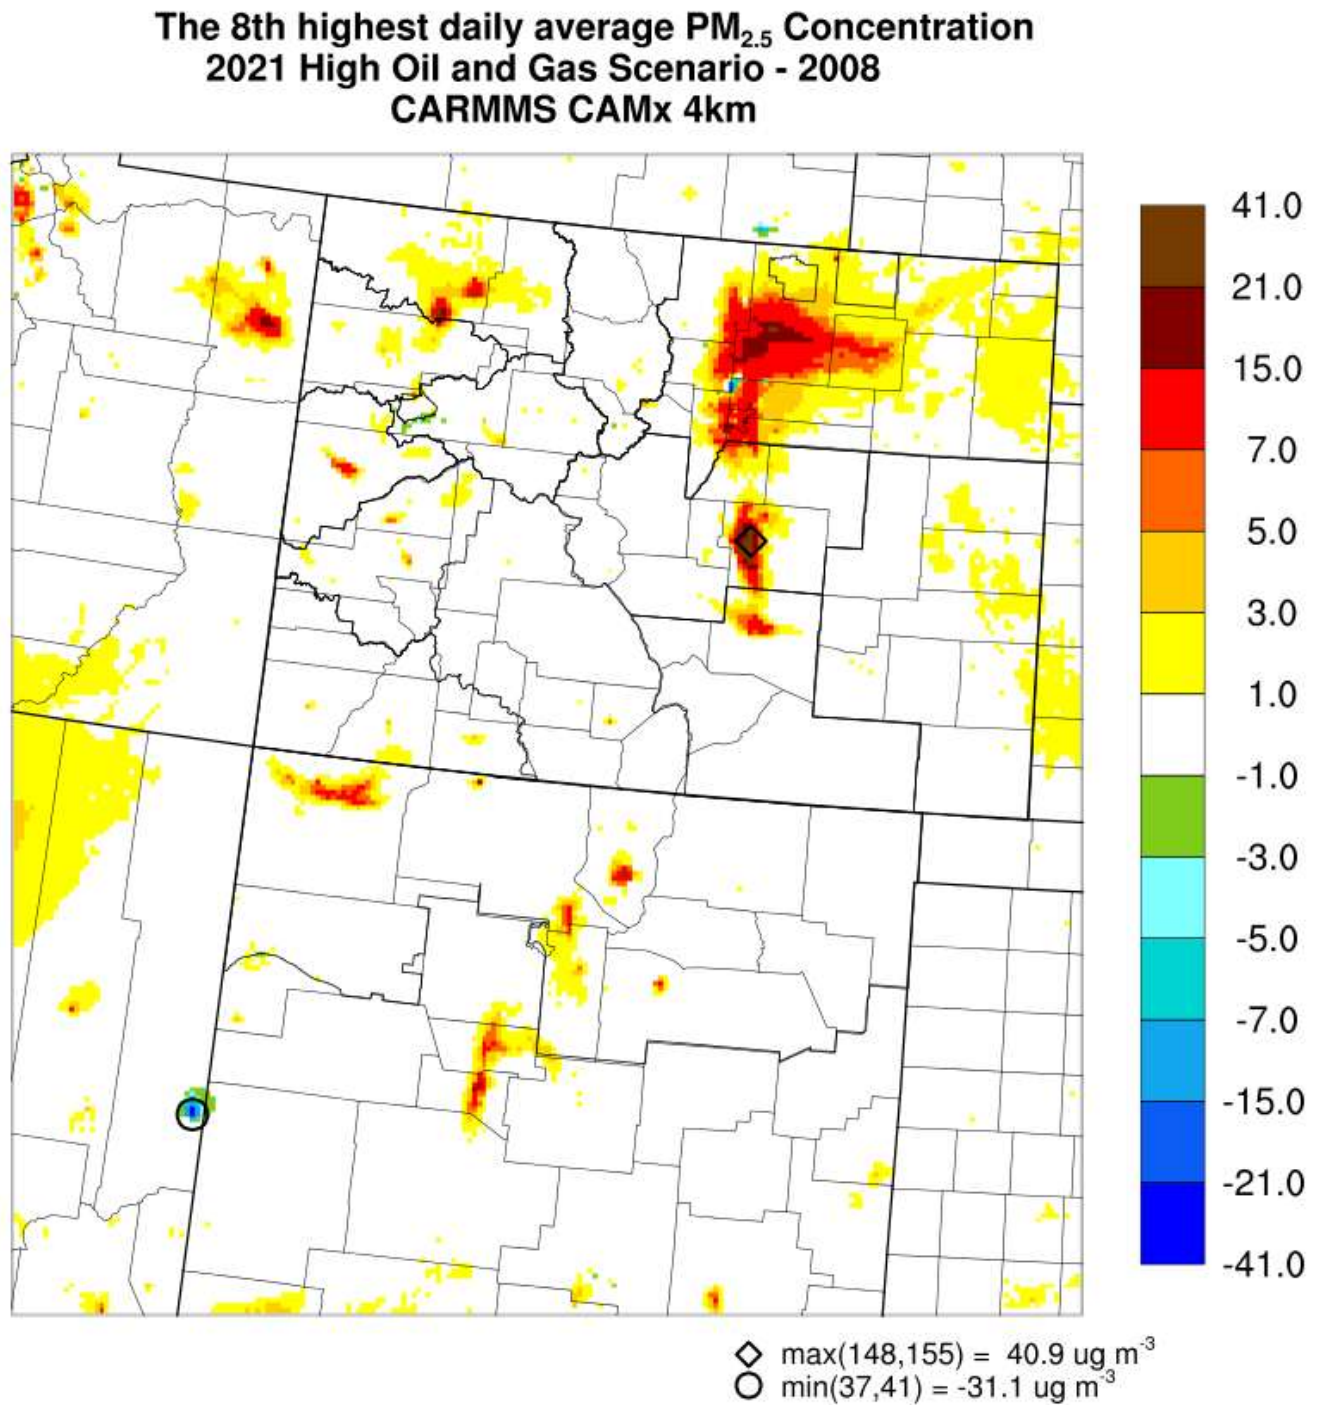 The 8th highest daily average PM2.5 Concentration
2021 High Oil and Gas Scenario - 2008
CARMMS CAMx 4km
41.0
21.0
15.0
7.0
5.0
3.0
1.0
-1.0
-3.0
-5.0
-7.0
-15.0
-21.0
-41.0
max(148,155) = 40.9 ug m-3
min(37,41) = -31.1 ug m-3